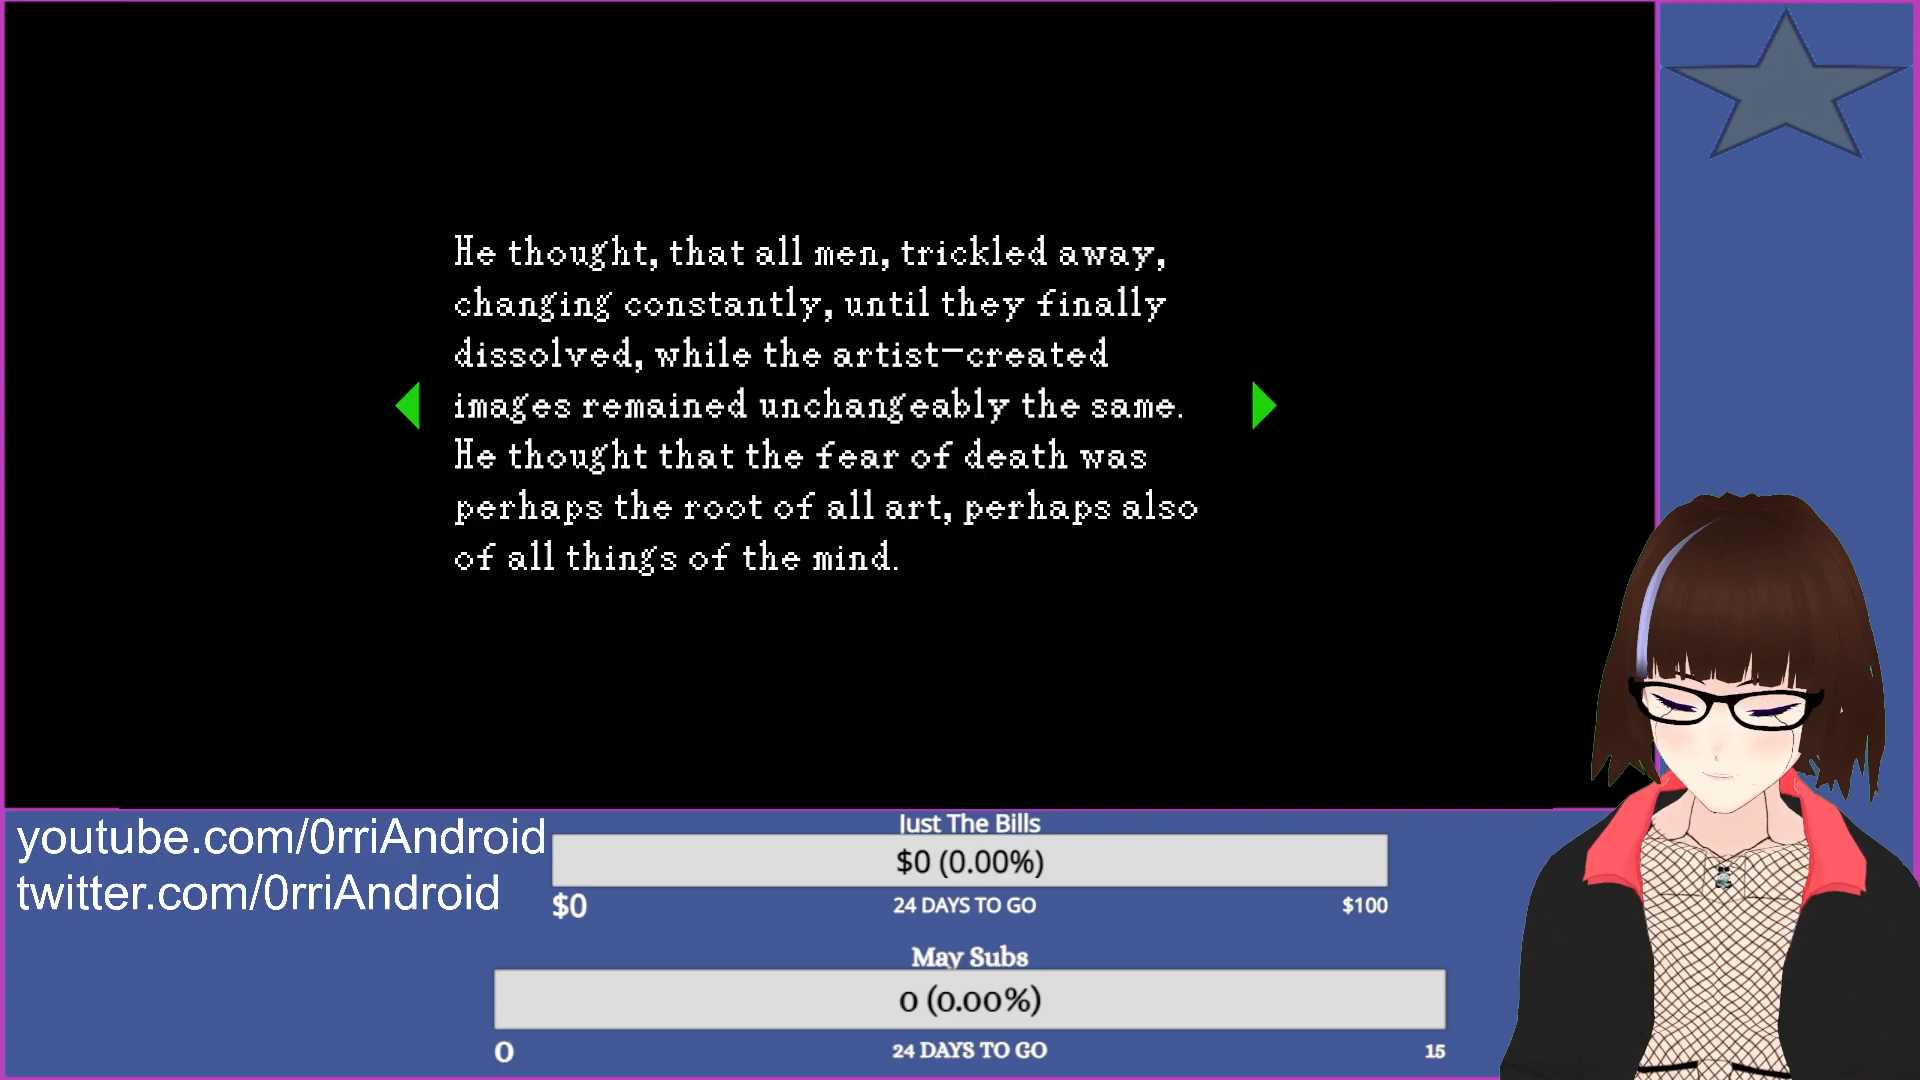 He thought, that all men, trickled away,
changing constantly, until they finally
dissolved, while the artist-created
images remained unchangeably the same.
He thought that the fear of death was
perhaps the root of all art, perhaps also
of all things of the mind.
youtube.com/0rriAndroid
twitter.com/0rriAndroid
Just The Bills
$0 (0.00%)
$0 24 DAYS TO GO $100
May Subs
0 (0.00%)
0 24 DAYS TO GO 15